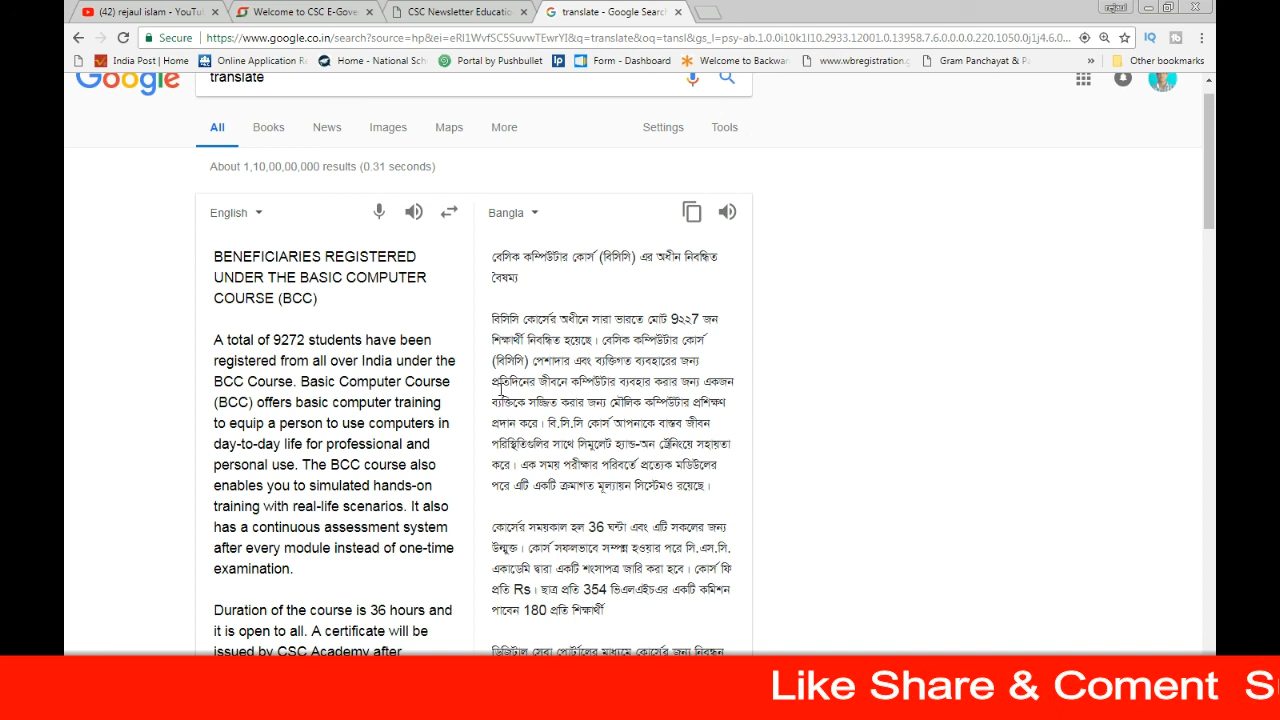 (42) rejaul islam - YouTu
Welcome to CSC E-Gove
CSC Newsletter Educatio
translate - Google Search
rejaul
Secure
https://www.google.co.in/search?source=hp&ei=eRI1WvfSC5SuvwTEwrYI&q=translate&oq=tansl&gs_l=psy-ab.1.0.0i10k1l10.2933.12001.0.13958.7.6.0.0.0.0.220.1050.0j1j4.6.0...
India Post | Home
Online Application Re
Home - National Sch
Portal by Pushbullet
Form - Dashboard
Welcome to Backwar
www.wbregistration.g
Gram Panchayat & Pa
»
Other bookmarks
Google
translate
All
Books
News
Images
Maps
More
Settings
Tools
About 1,10,00,00,000 results (0.31 seconds)
English
BENEFICIARIES REGISTERED
UNDER THE BASIC COMPUTER
COURSE (BCC)
A total of 9272 students have been
registered from all over India under the
BCC Course. Basic Computer Course
(BCC) offers basic computer training
to equip a person to use computers in
day-to-day life for professional and
personal use. The BCC course also
enables you to simulated hands-on
training with real-life scenarios. It also
has a continuous assessment system
after every module instead of one-time
examination.
Duration of the course is 36 hours and
it is open to all. A certificate will be
issued by CSC Academy after
Bangla
বেসিক কম্পিউটার কোর্স (বিসিসি) এর অধীন নিবন্ধিত
বৈষম্য
বিসিসি কোর্সের অধীনে সারা ভারতে মোট 9২২7 জন
শিক্ষার্থী নিবন্ধিত হয়েছে। বেসিক কম্পিউটার কোর্স
(বিসিসি) পেশাদার এবং ব্যক্তিগত ব্যবহারের জন্য
প্রতিদিনের জীবনে কম্পিউটার ব্যবহার করার জন্য একজন
ব্যক্তিকে সজ্জিত করার জন্য মৌলিক কম্পিউটার প্রশিক্ষণ
প্রদান করে। বি.সি.সি কোর্স আপনাকে বাস্তব জীবন
পরিস্থিতিগুলির সাথে সিমুলেট হ্যান্ড-অন ট্রেনিংয়ে সহায়তা
করে। এক সময় পরীক্ষার পরিবর্তে প্রত্যেক মডিউলের
পরে এটি একটি ক্রমাগত মূল্যায়ন সিস্টেমও রয়েছে।
কোর্সের সময়কাল হল 36 ঘন্টা এবং এটি সকলের জন্য
উন্মুক্ত। কোর্স সফলভাবে সম্পন্ন হওয়ার পরে সি.এস.সি.
একাডেমি দ্বারা একটি শংসাপত্র জারি করা হবে। কোর্স ফি
প্রতি Rs। ছাত্র প্রতি 354 ভিএলএইচএর একটি কমিশন
পাবেন 180 প্রতি শিক্ষার্থী
ডিজিটাল সেবা পোর্টালের মাধ্যমে কোর্সের জন্য নিবন্ধন
Like Share & Coment